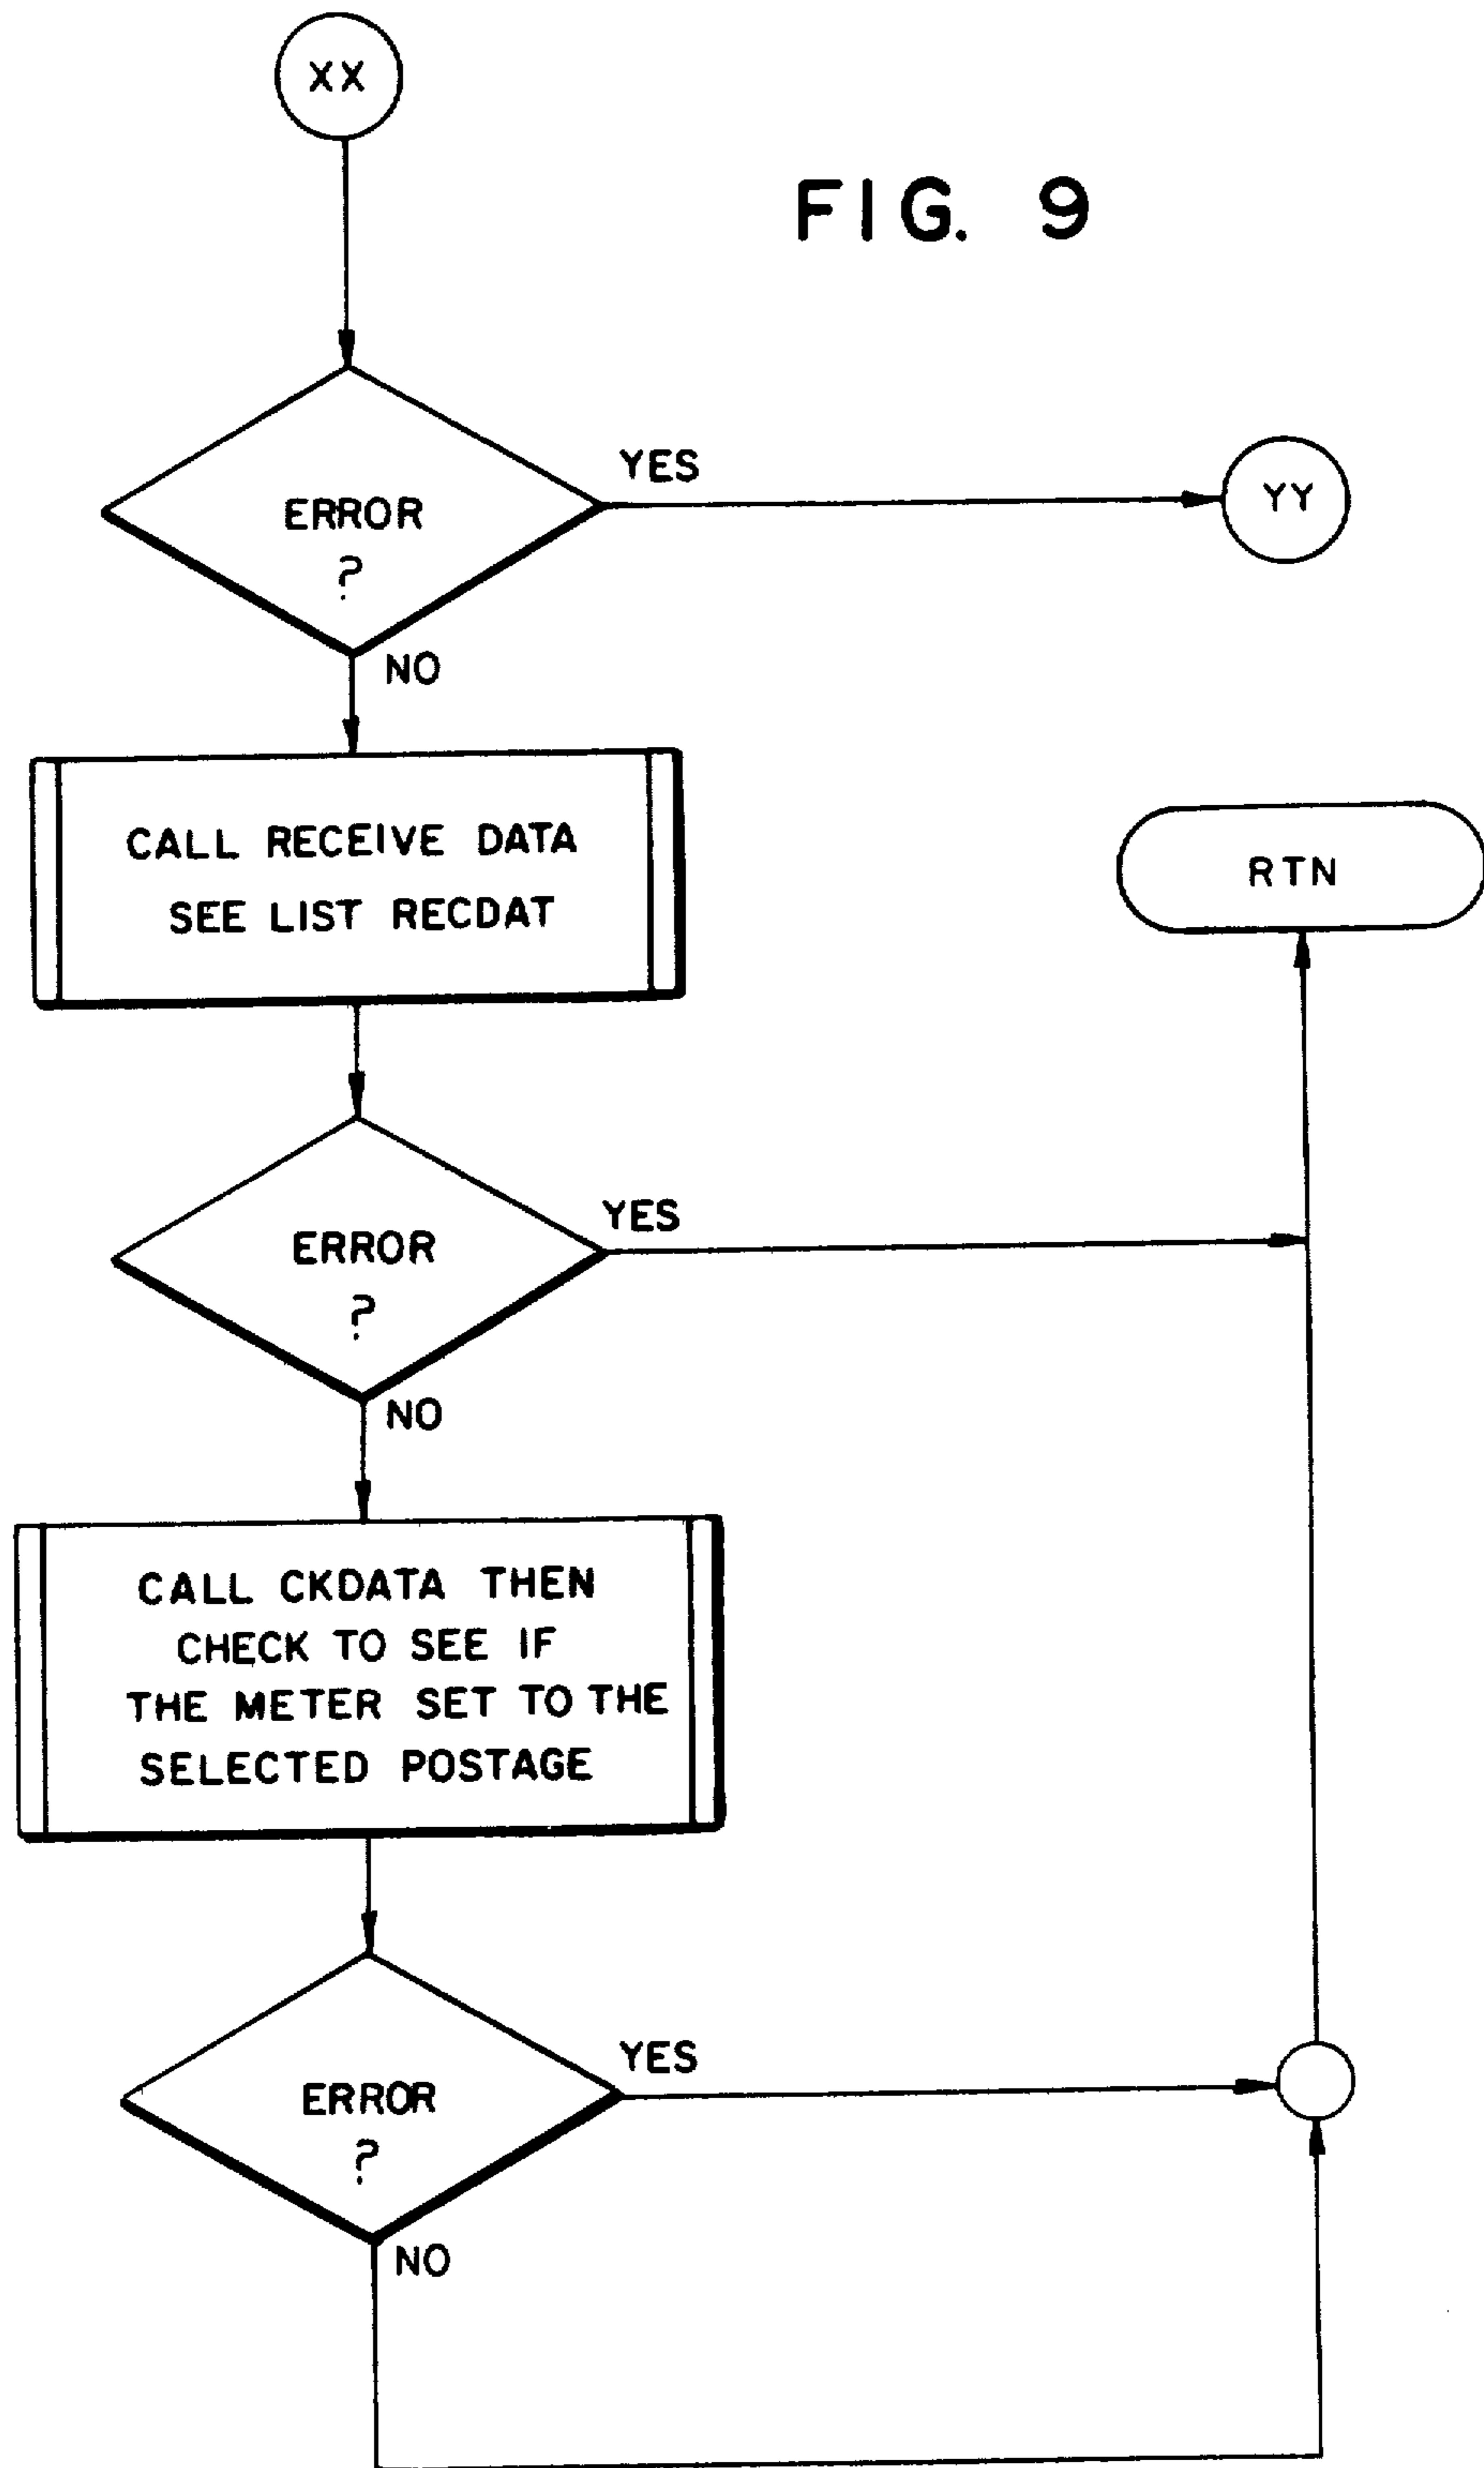 XX
FIG. 9
ERROR
?
YES
YY
NO
CALL RECEIVE DATA
SEE LIST RECDAT
RTN
ERROR
?
YES
NO
CALL CKDATA THEN
CHECK TO SEE IF
THE METER SET TO THE
SELECTED POSTAGE
ERROR
?
YES
NO